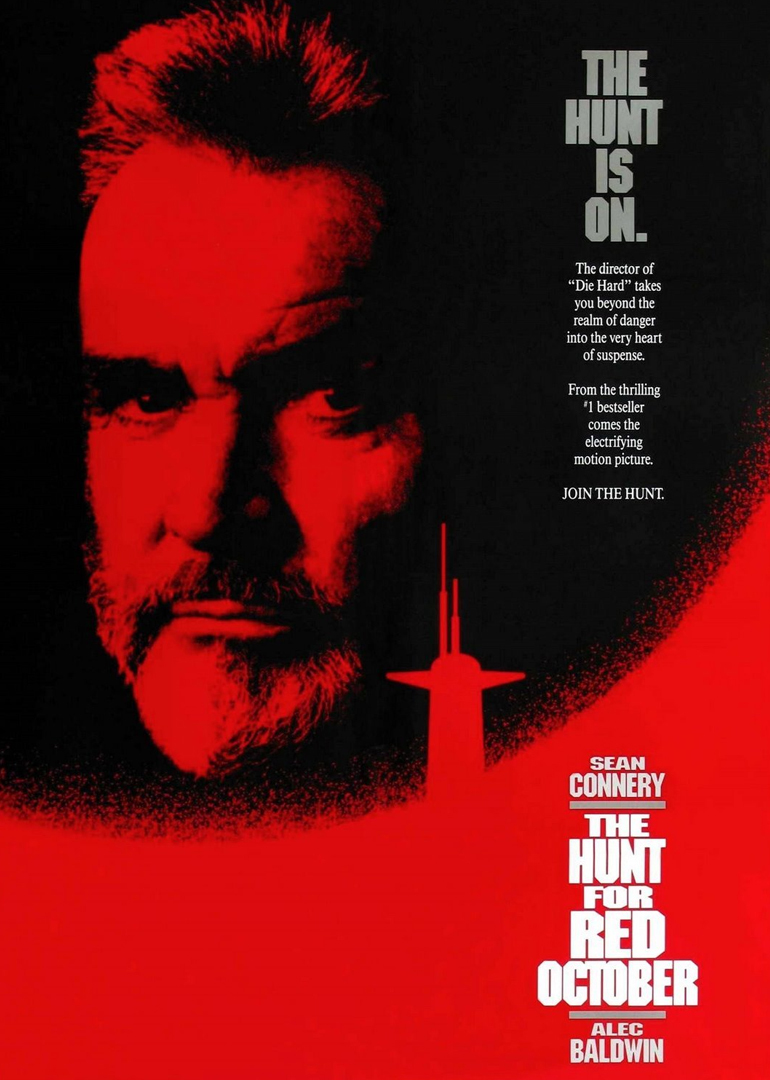 THE
HUNT
IS
ON.
The director of
“Die Hard” takes
you beyond the
realm of danger
into the very heart
of suspense.
From the thrilling
#1 bestseller
comes the
electrifying
motion picture.
JOIN THE HUNT.
SEAN
CONNERY
THE
HUNT
FOR
RED
OCTOBER
ALEC
BALDWIN